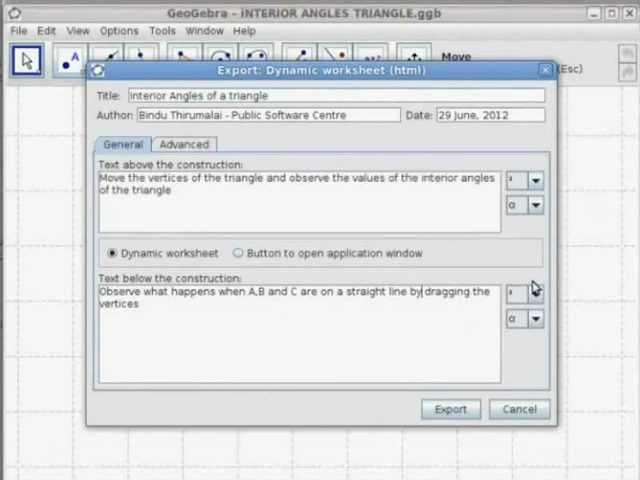 GeoGebra - INTERIOR ANGLES TRIANGLE.ggb
File Edit View Options Tools Window Help
A
Move
(Esc)
Export: Dynamic worksheet (html)
Title: Interior Angles of a triangle
Author: Bindu Thirumalai - Public Software Centre Date: 29 June, 2012
General Advanced
Text above the construction:
Move the vertices of the triangle and observe the values of the interior angles
of the triangle
α
Dynamic worksheet Button to open application window
Text below the construction:
Observe what happens when A,B and C are on a straight line by dragging the
vertices
α
Export Cancel